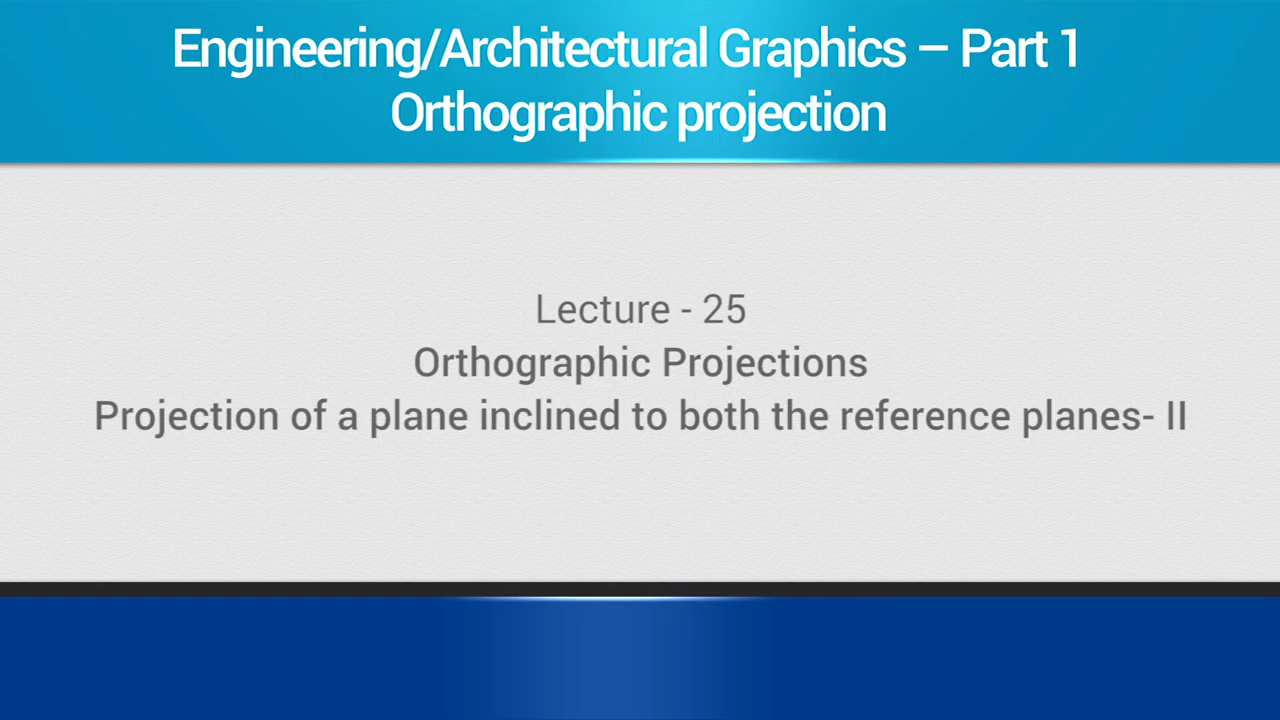 Engineering/Architectural Graphics – Part 1
Orthographic projection
Lecture - 25
Orthographic Projections
Projection of a plane inclined to both the reference planes- II